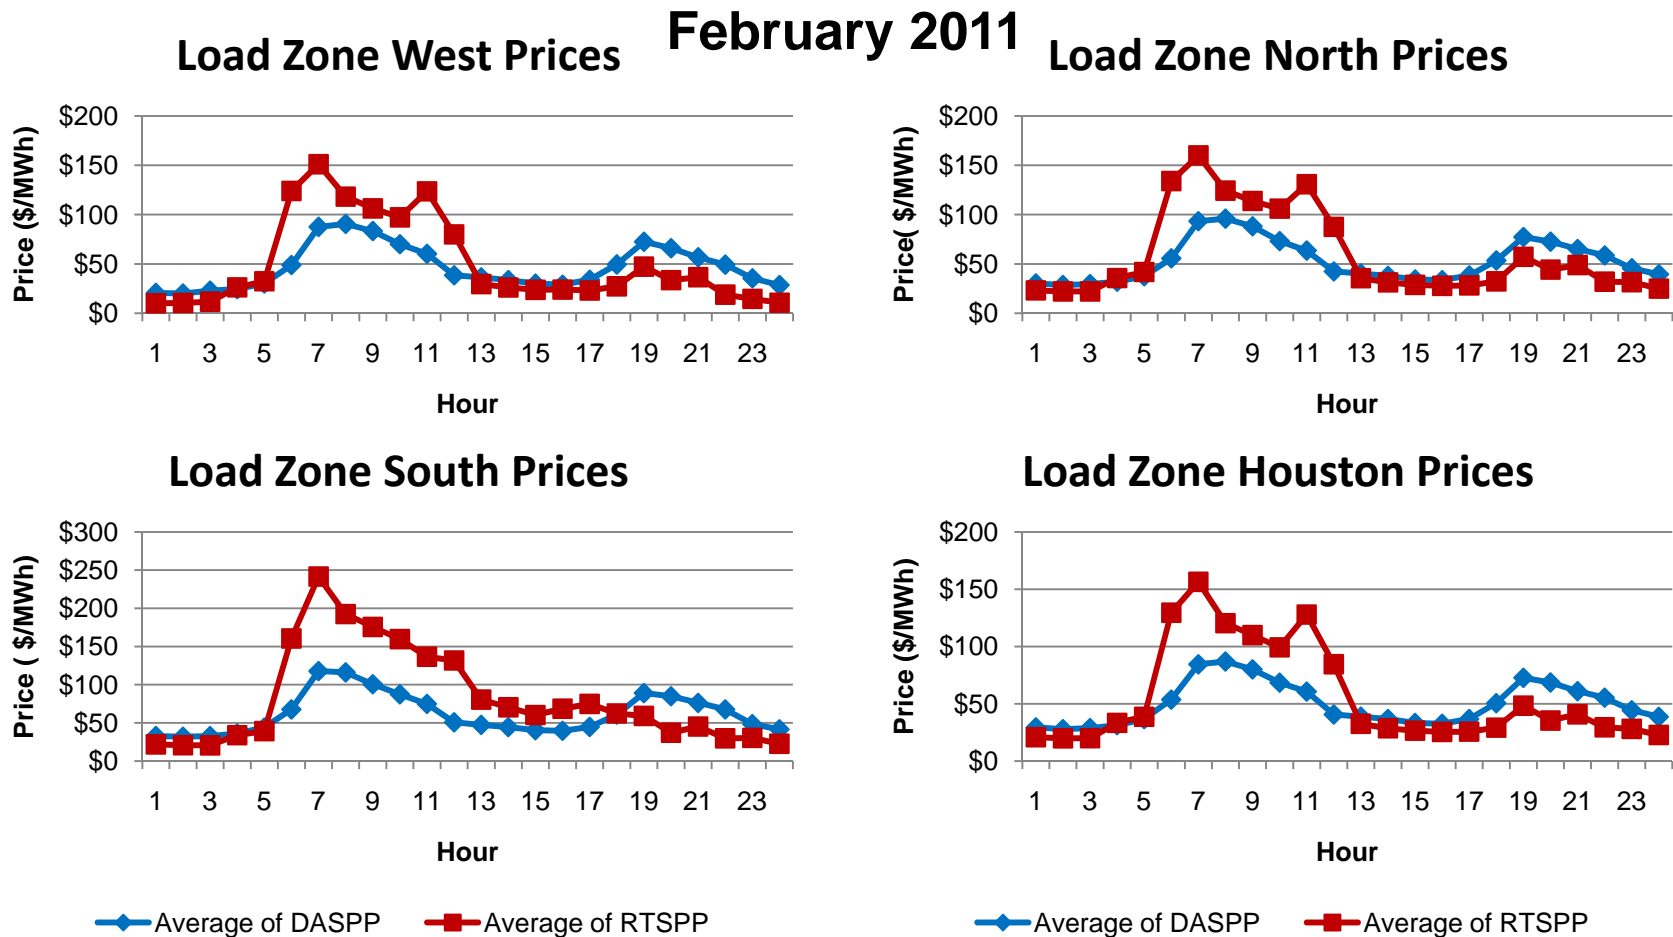 February 2011
Load Zone West Prices
Price ($/MWh)
$200
$150
$100
$50
$0
1 3 5 7 9 11 13 15 17 19 21 23
Hour
Load Zone North Prices
Price( $/MWh)
$200
$150
$100
$50
$0
1 3 5 7 9 11 13 15 17 19 21 23
Hour
Load Zone South Prices
Price ( $/MWh)
$300
$250
$200
$150
$100
$50
$0
1 3 5 7 9 11 13 15 17 19 21 23
Hour
Average of DASPP Average of RTSPP
Load Zone Houston Prices
Price ($/MWh)
$200
$150
$100
$50
$0
1 3 5 7 9 11 13 15 17 19 21 23
Hour
Average of DASPP Average of RTSPP